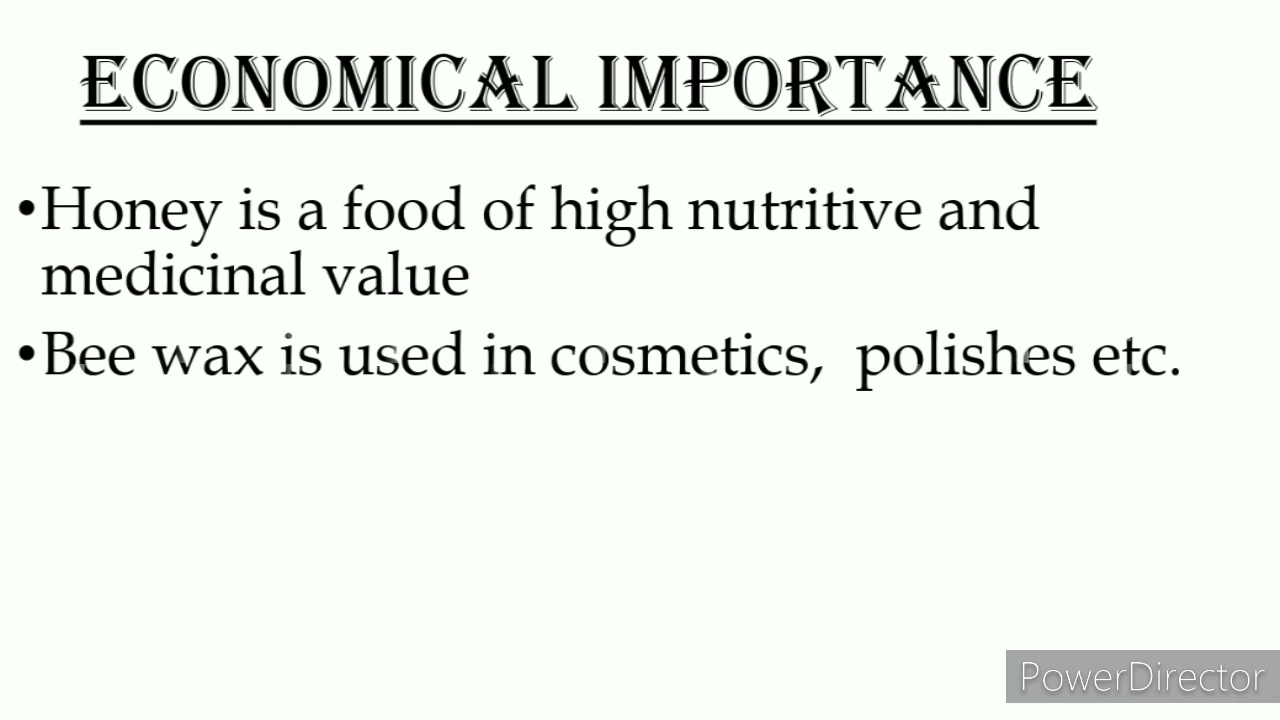 ECONOMICAL IMPORTANCE
•Honey is a food of high nutritive and
medicinal value
•Bee wax is used in cosmetics,  polishes etc.
PowerDirector